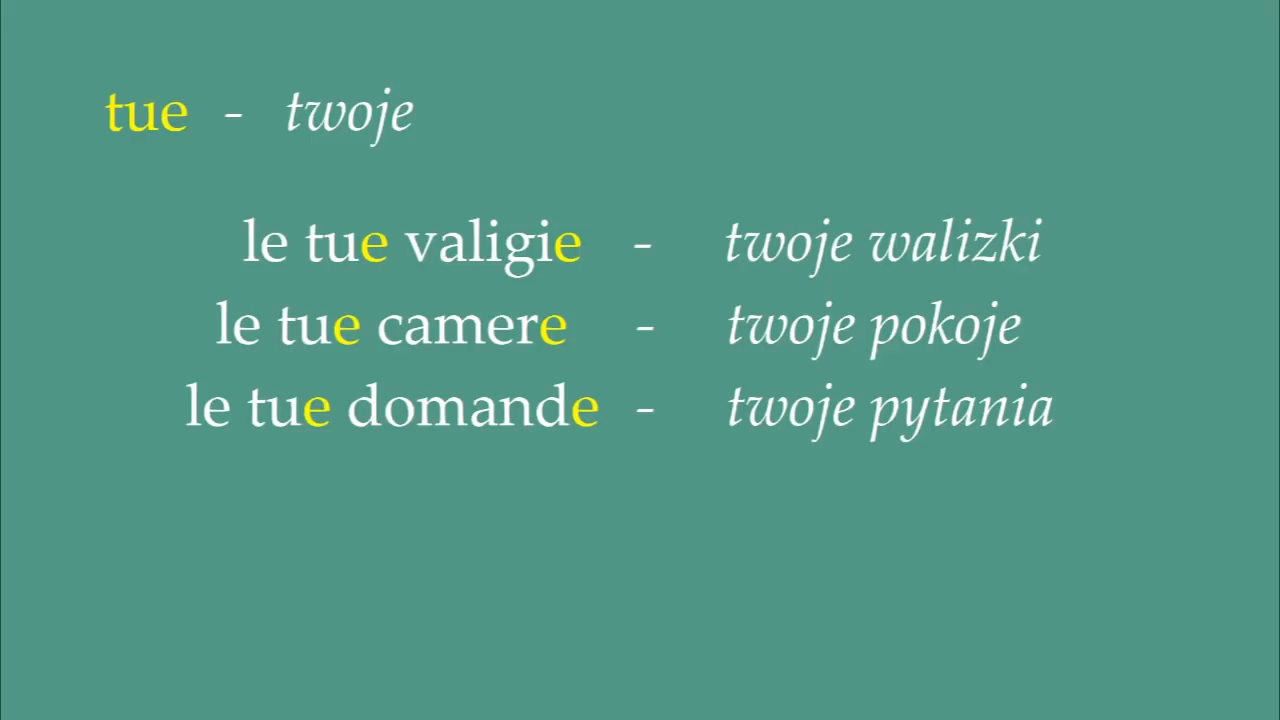 tue - twoje
le tue valigie - twoje walizki
le tue camere - twoje pokoje
le tue domande - twoje pytania